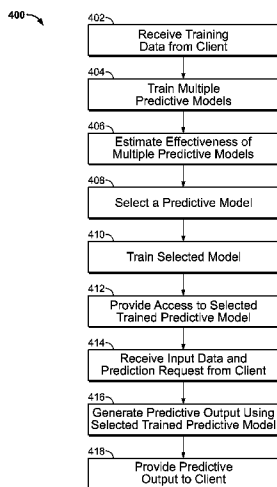 400
402
Receive Training
Data from Client
404
Train Multiple
Predictive Models
406
Estimate Effectiveness of
Multiple Predictive Models
408
Select a Predictive Model
410
Train Selected Model
412
Provide Access to Selected
Trained Predictive Model
414
Receive Input Data and
Prediction Request from Client
416
Generate Predictive Output Using
Selected Trained Predictive Model
418
Provide Predictive
Output to Client